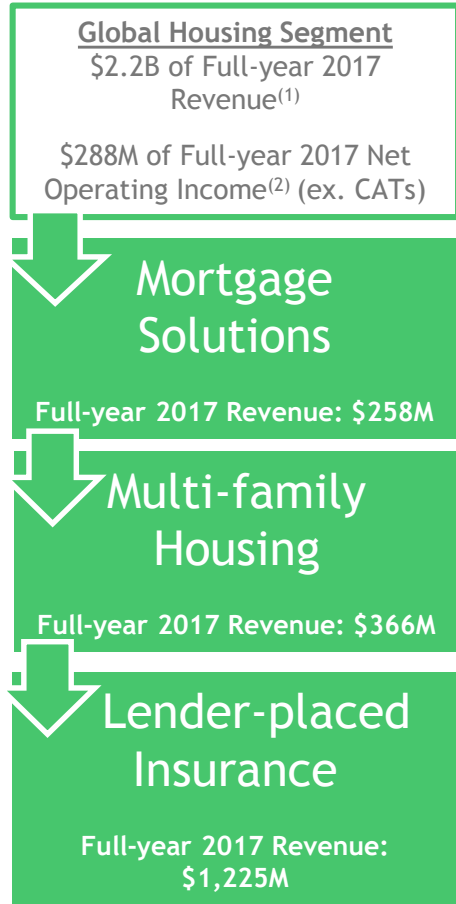 Global Housing Segment
$2.2B of Full-year 2017
Revenue(1)
$288M of Full-year 2017 Net
Operating Income(2) (ex. CATs)
Mortgage
Solutions
Full-year 2017 Revenue: $258M
Multi-family
Housing
Full-year 2017 Revenue: $366M
Lender-placed
Insurance
Full-year 2017 Revenue:
$1,225M